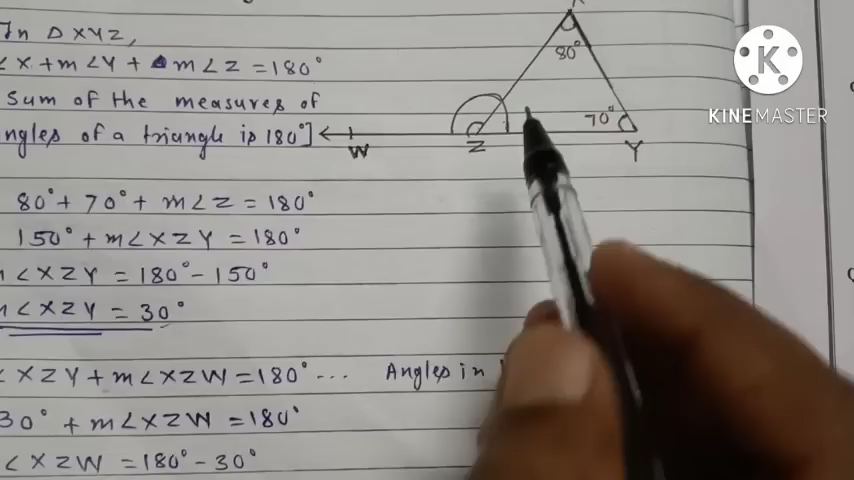 In △XYZ,
∠X + m∠Y + m∠Z = 180°
Sum of the measures of
angles of a triangle is 180°]
80° + 70° + m∠Z = 180°
150° + m∠XZY = 180°
m∠XZY = 180° - 150°
m∠XZY = 30°
∠XZY + m∠XZW = 180° ... Angles in
30° + m∠XZW = 180°
∠XZW = 180° - 30°
X
80°
70°
W
Z
Y
K
KINEMASTER